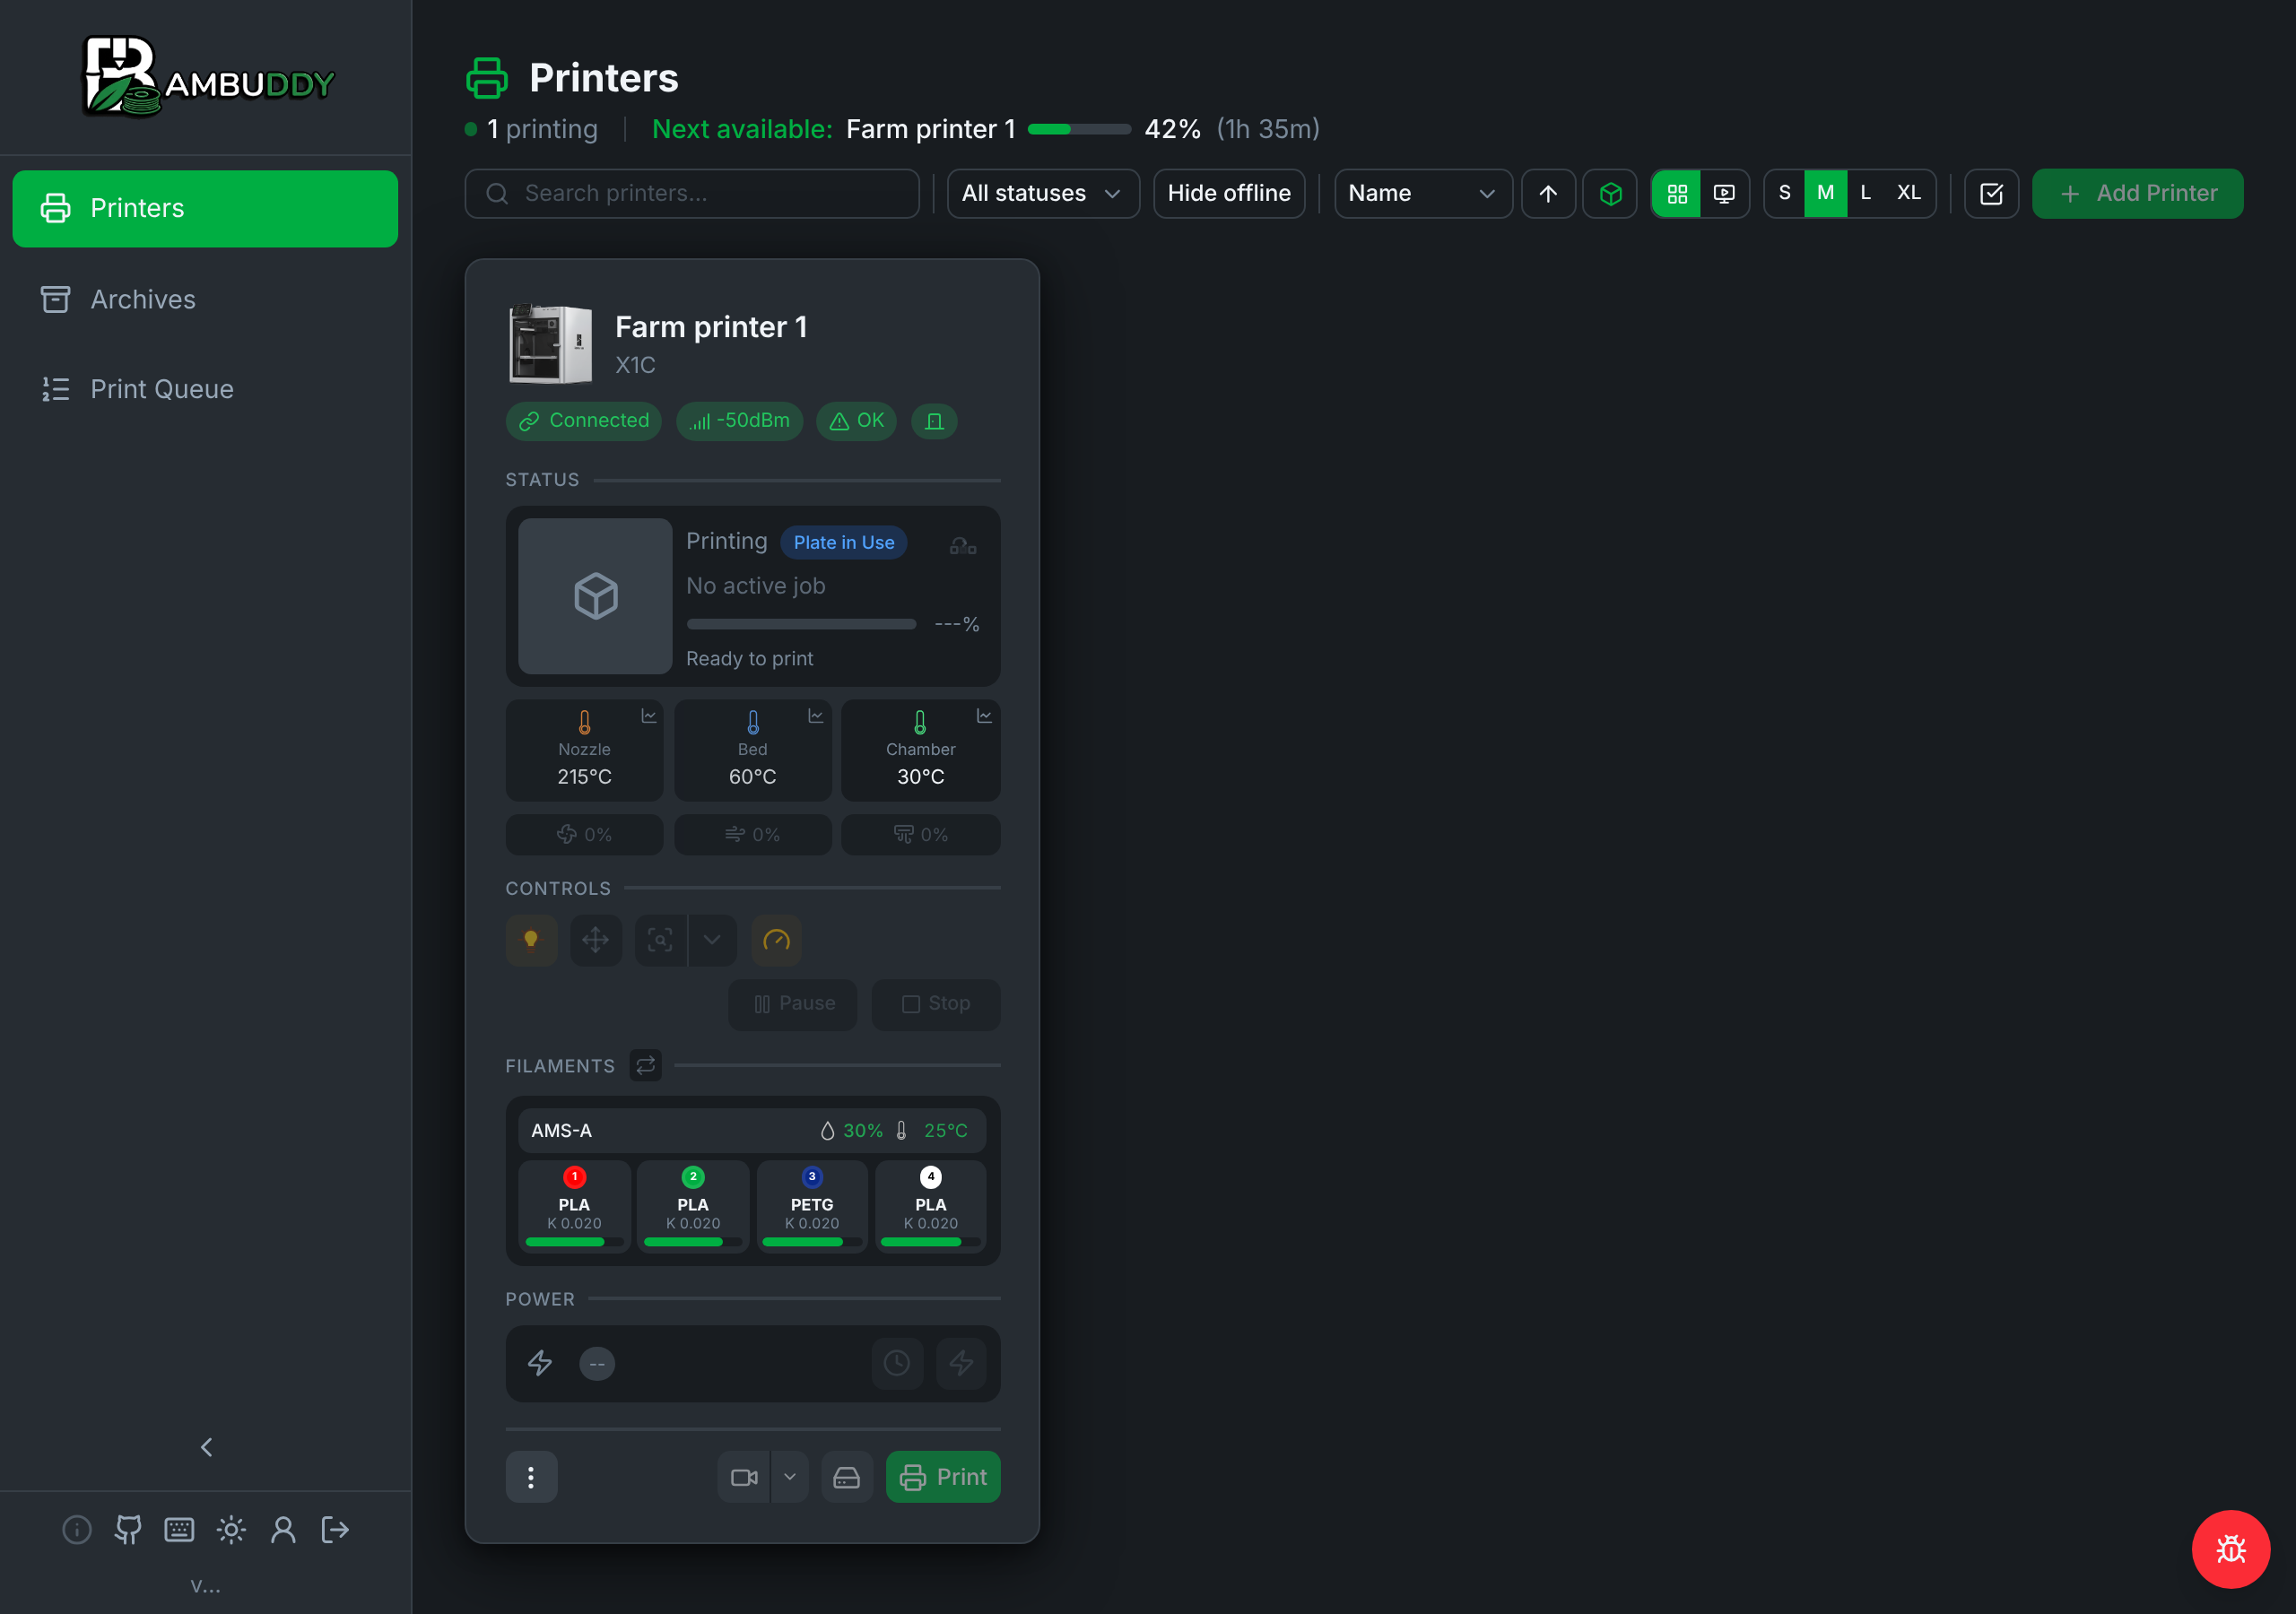 BAMBUDDY
Printers
Archives
Print Queue
v...
Printers
1 printing Next available: Farm printer 1 42% (1h 35m)
Search printers... All statuses Hide offline Name S M L XL Add Printer
Farm printer 1
X1C
Connected -50dBm OK
STATUS
Printing Plate in Use
No active job
---%
Ready to print
Nozzle Bed Chamber
215°C 60°C 30°C
0% 0% 0%
CONTROLS
Pause Stop
FILAMENTS
AMS-A 30% 25°C
1 2 3 4
PLA PLA PETG PLA
K 0.020 K 0.020 K 0.020 K 0.020
POWER
--
Print